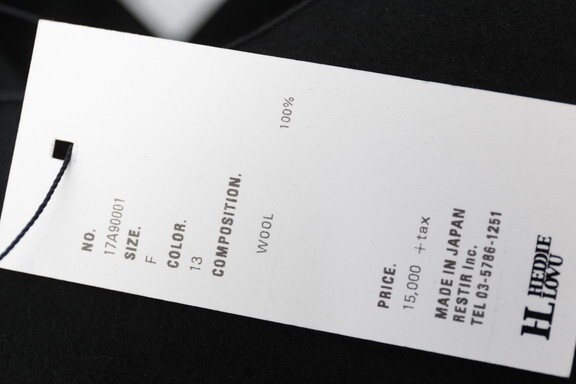 NO.
17A90001
SIZE.
F
COLOR.
13
COMPOSITION.
WOOL 100%
PRICE.
15,000 +tax
MADE IN JAPAN
RESTIR Inc.
TEL 03-5786-1251
HL HEDDIE
LOVU